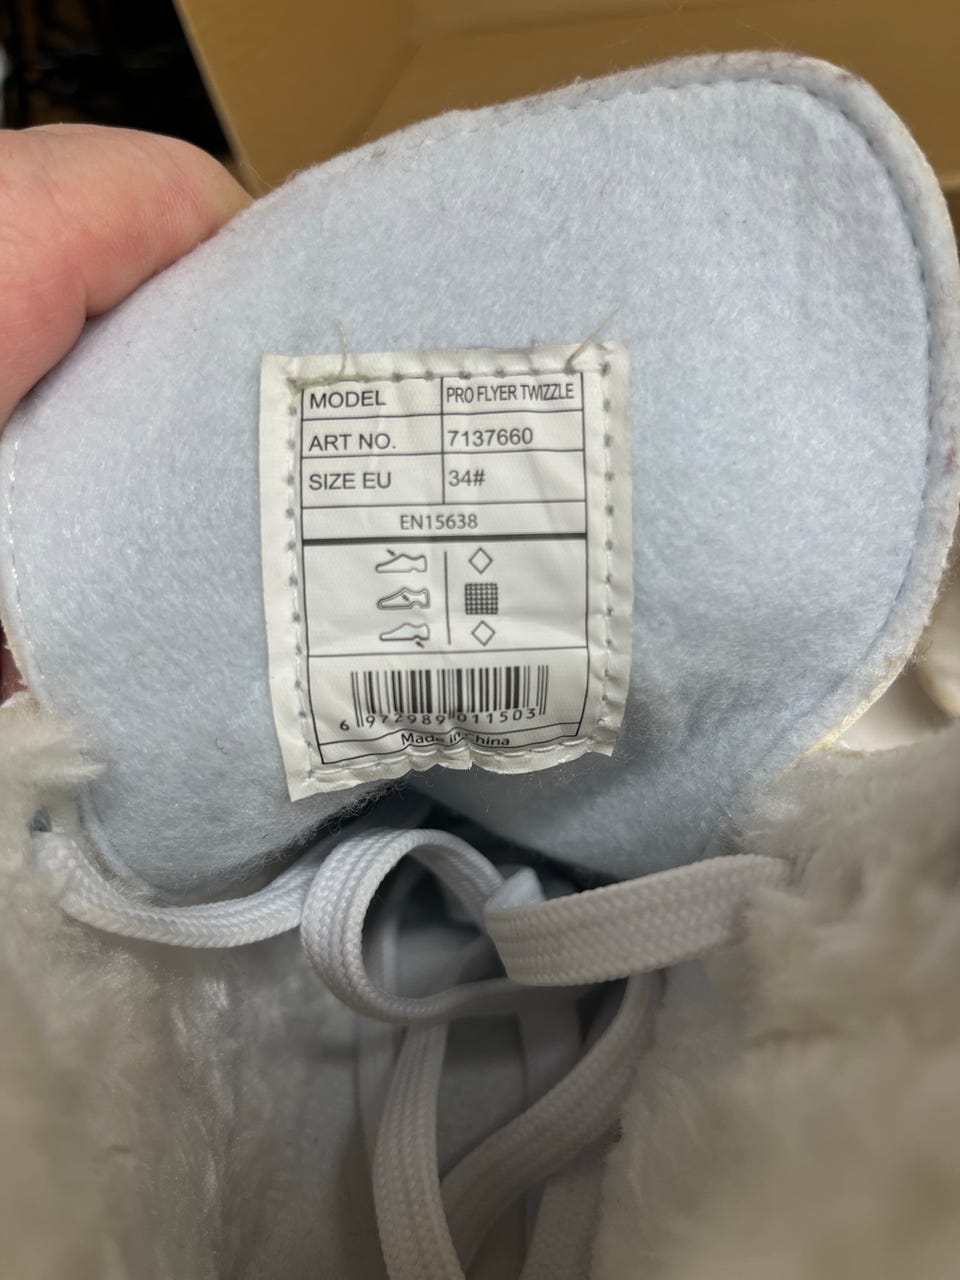 MODEL PRO FLYER TWIZZLE
ART NO. 7137660
SIZE EU 34#
EN15638
6 972989 011503
Made in China